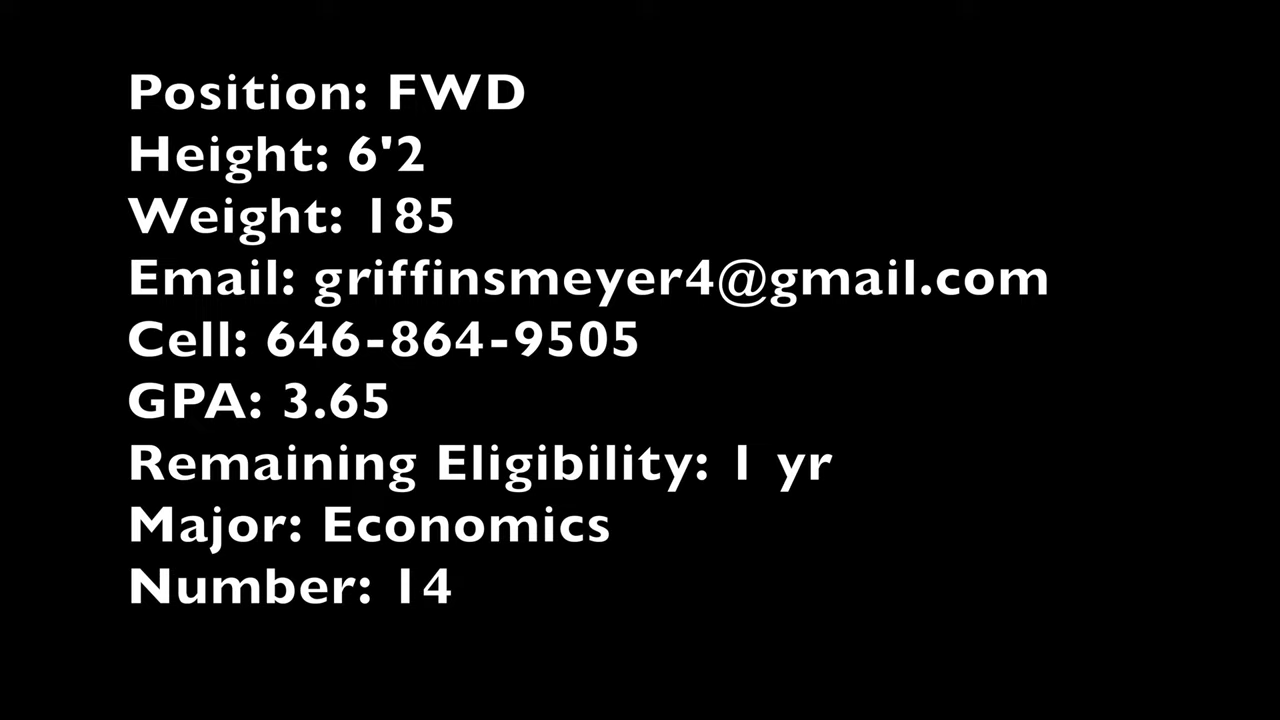 Position: FWD
Height: 6'2
Weight: 185
Email: griffinsmeyer4@gmail.com
Cell: 646-864-9505
GPA: 3.65
Remaining Eligibility: 1 yr
Major: Economics
Number: 14